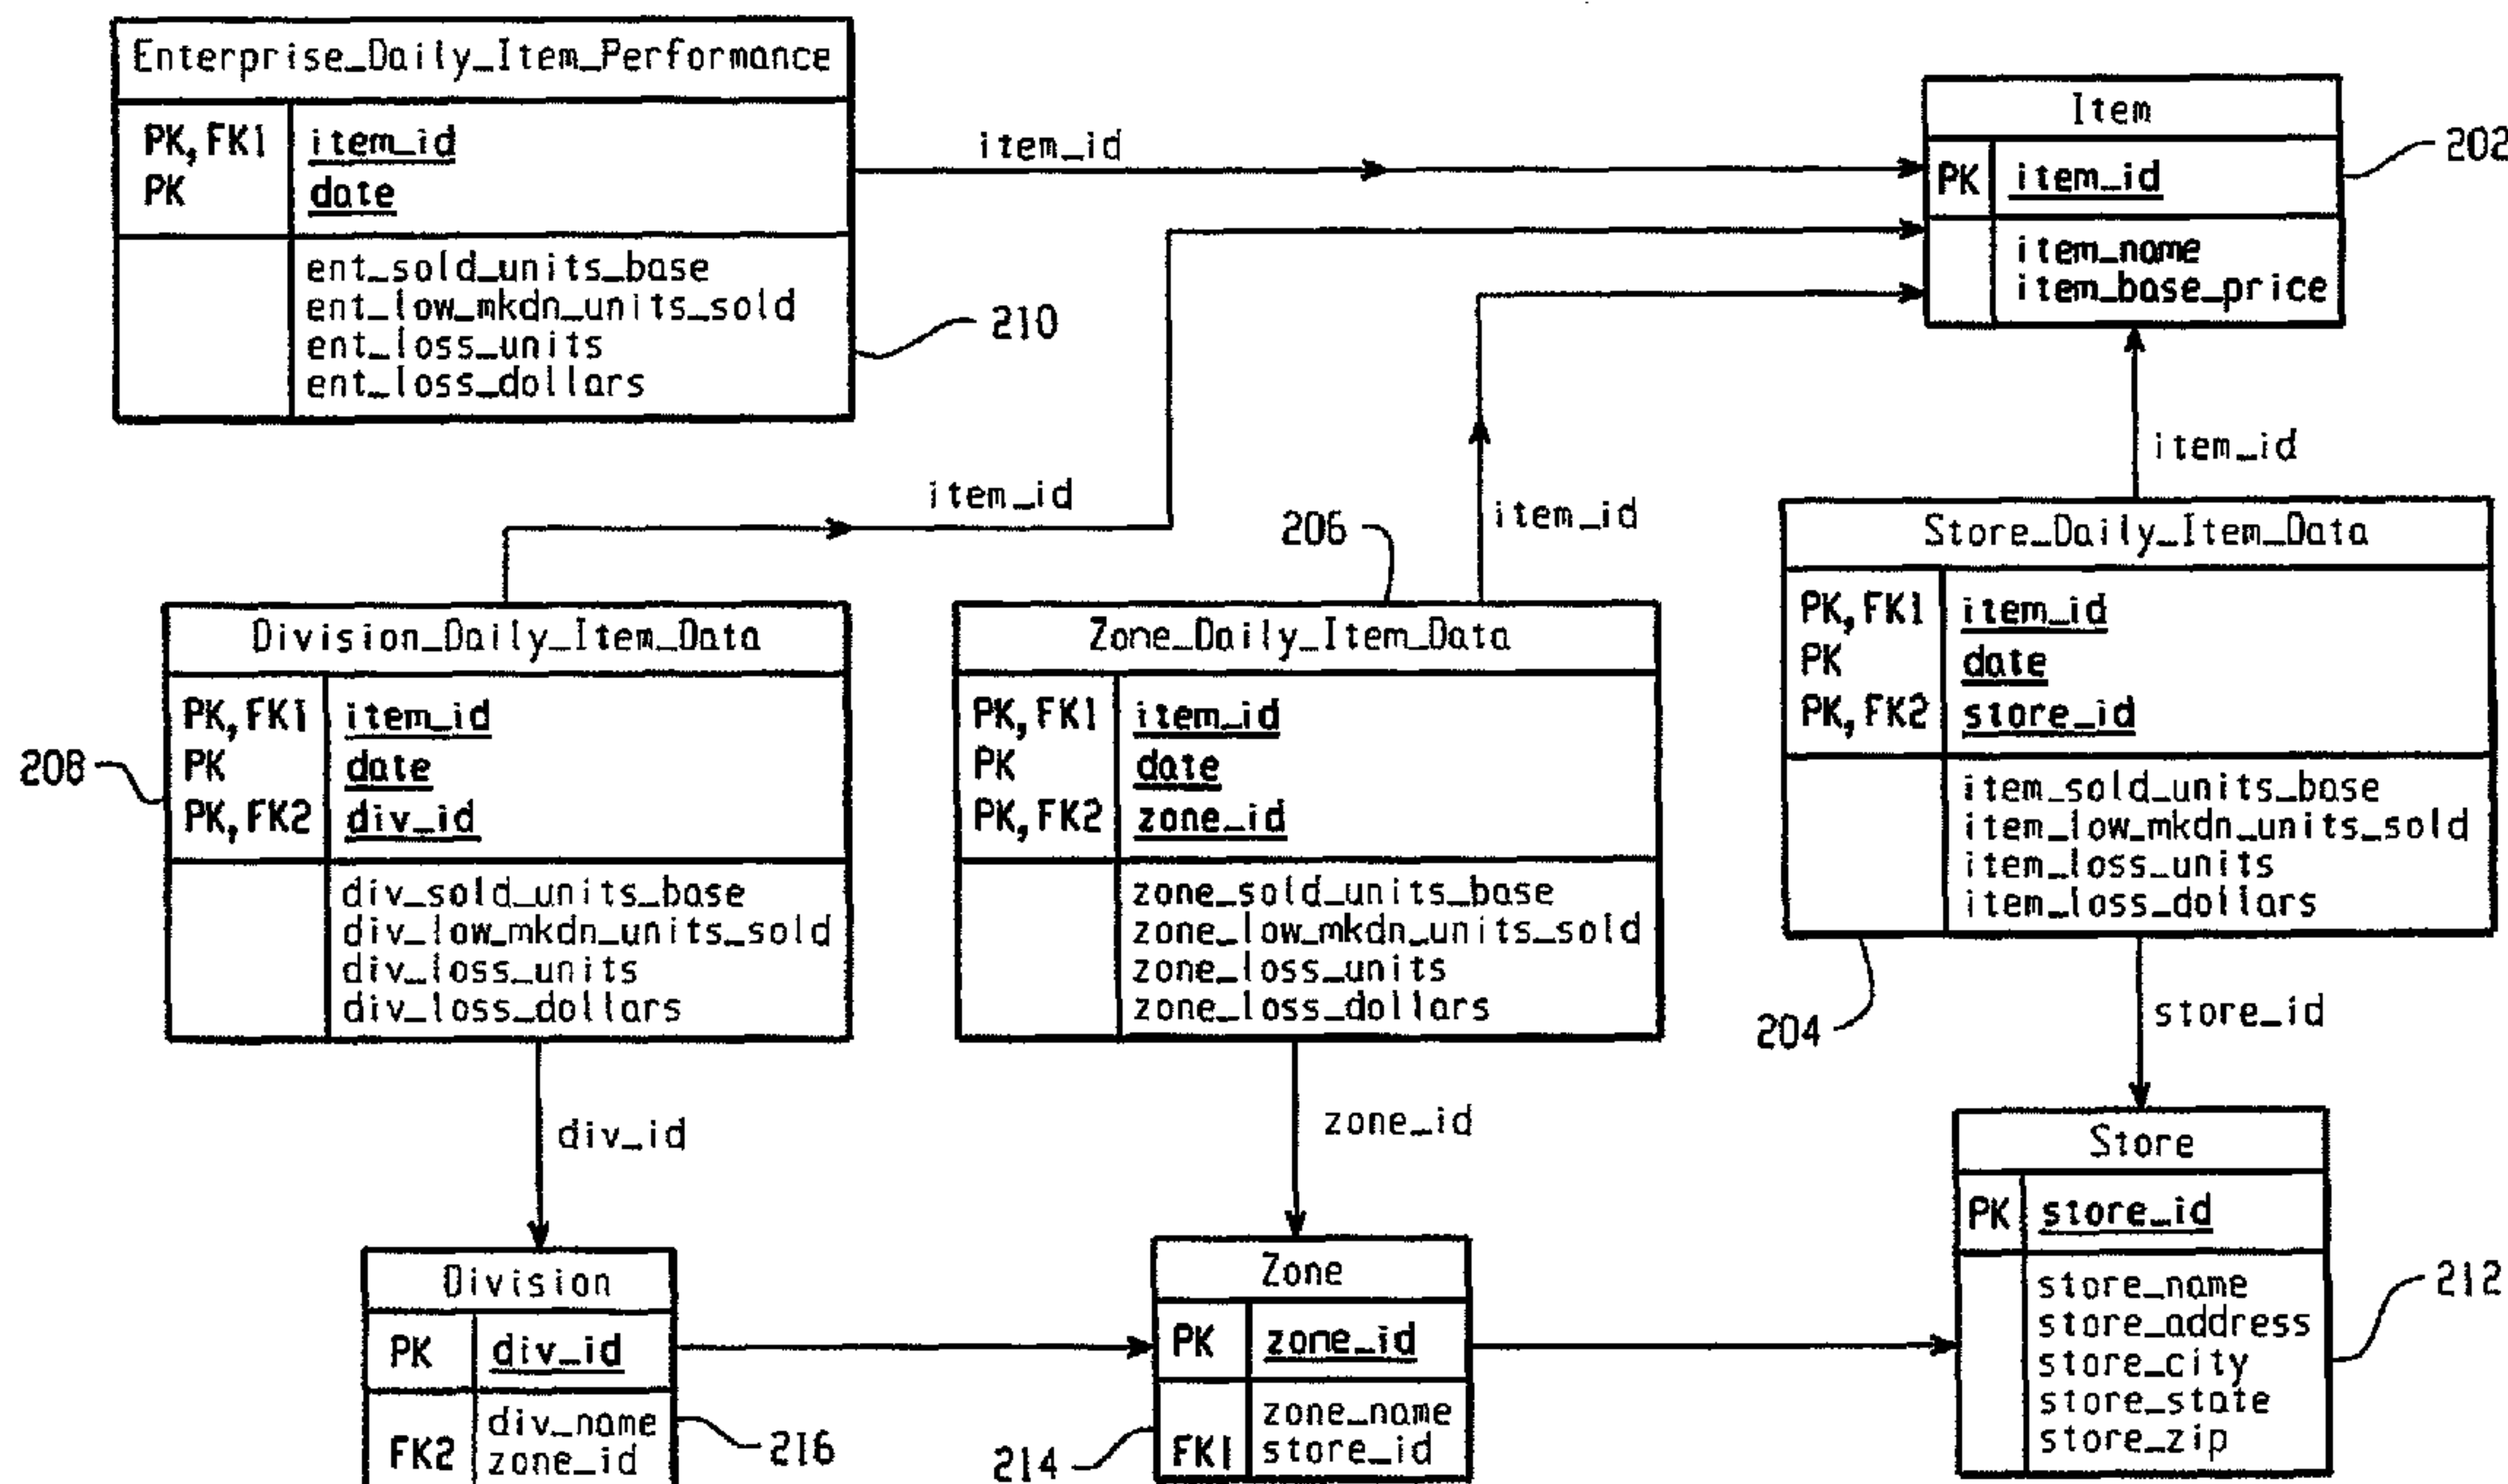 Enterprise_Daily_Item_Performance
PK,FK1 item_id
PK date
ent_sold_units_base
ent_low_mkdn_units_sold
ent_loss_units
ent_loss_dollars
210
item_id
Item
PK item_id
item_name
item_base_price
202
item_id
item_id
item_id
206
Division_Daily_Item_Data
PK,FK1 item_id
PK date
PK,FK2 div_id
div_sold_units_base
div_low_mkdn_units_sold
div_loss_units
div_loss_dollars
208
Zone_Daily_Item_Data
PK,FK1 item_id
PK date
PK,FK2 zone_id
zone_sold_units_base
zone_low_mkdn_units_sold
zone_loss_units
zone_loss_dollars
Store_Daily_Item_Data
PK,FK1 item_id
PK date
PK,FK2 store_id
item_sold_units_base
item_low_mkdn_units_sold
item_loss_units
item_loss_dollars
204
div_id
zone_id
store_id
Division
PK div_id
div_name
FK2 zone_id
216
Zone
PK zone_id
zone_name
FK1 store_id
214
Store
PK store_id
store_name
store_address
store_city
store_state
store_zip
212